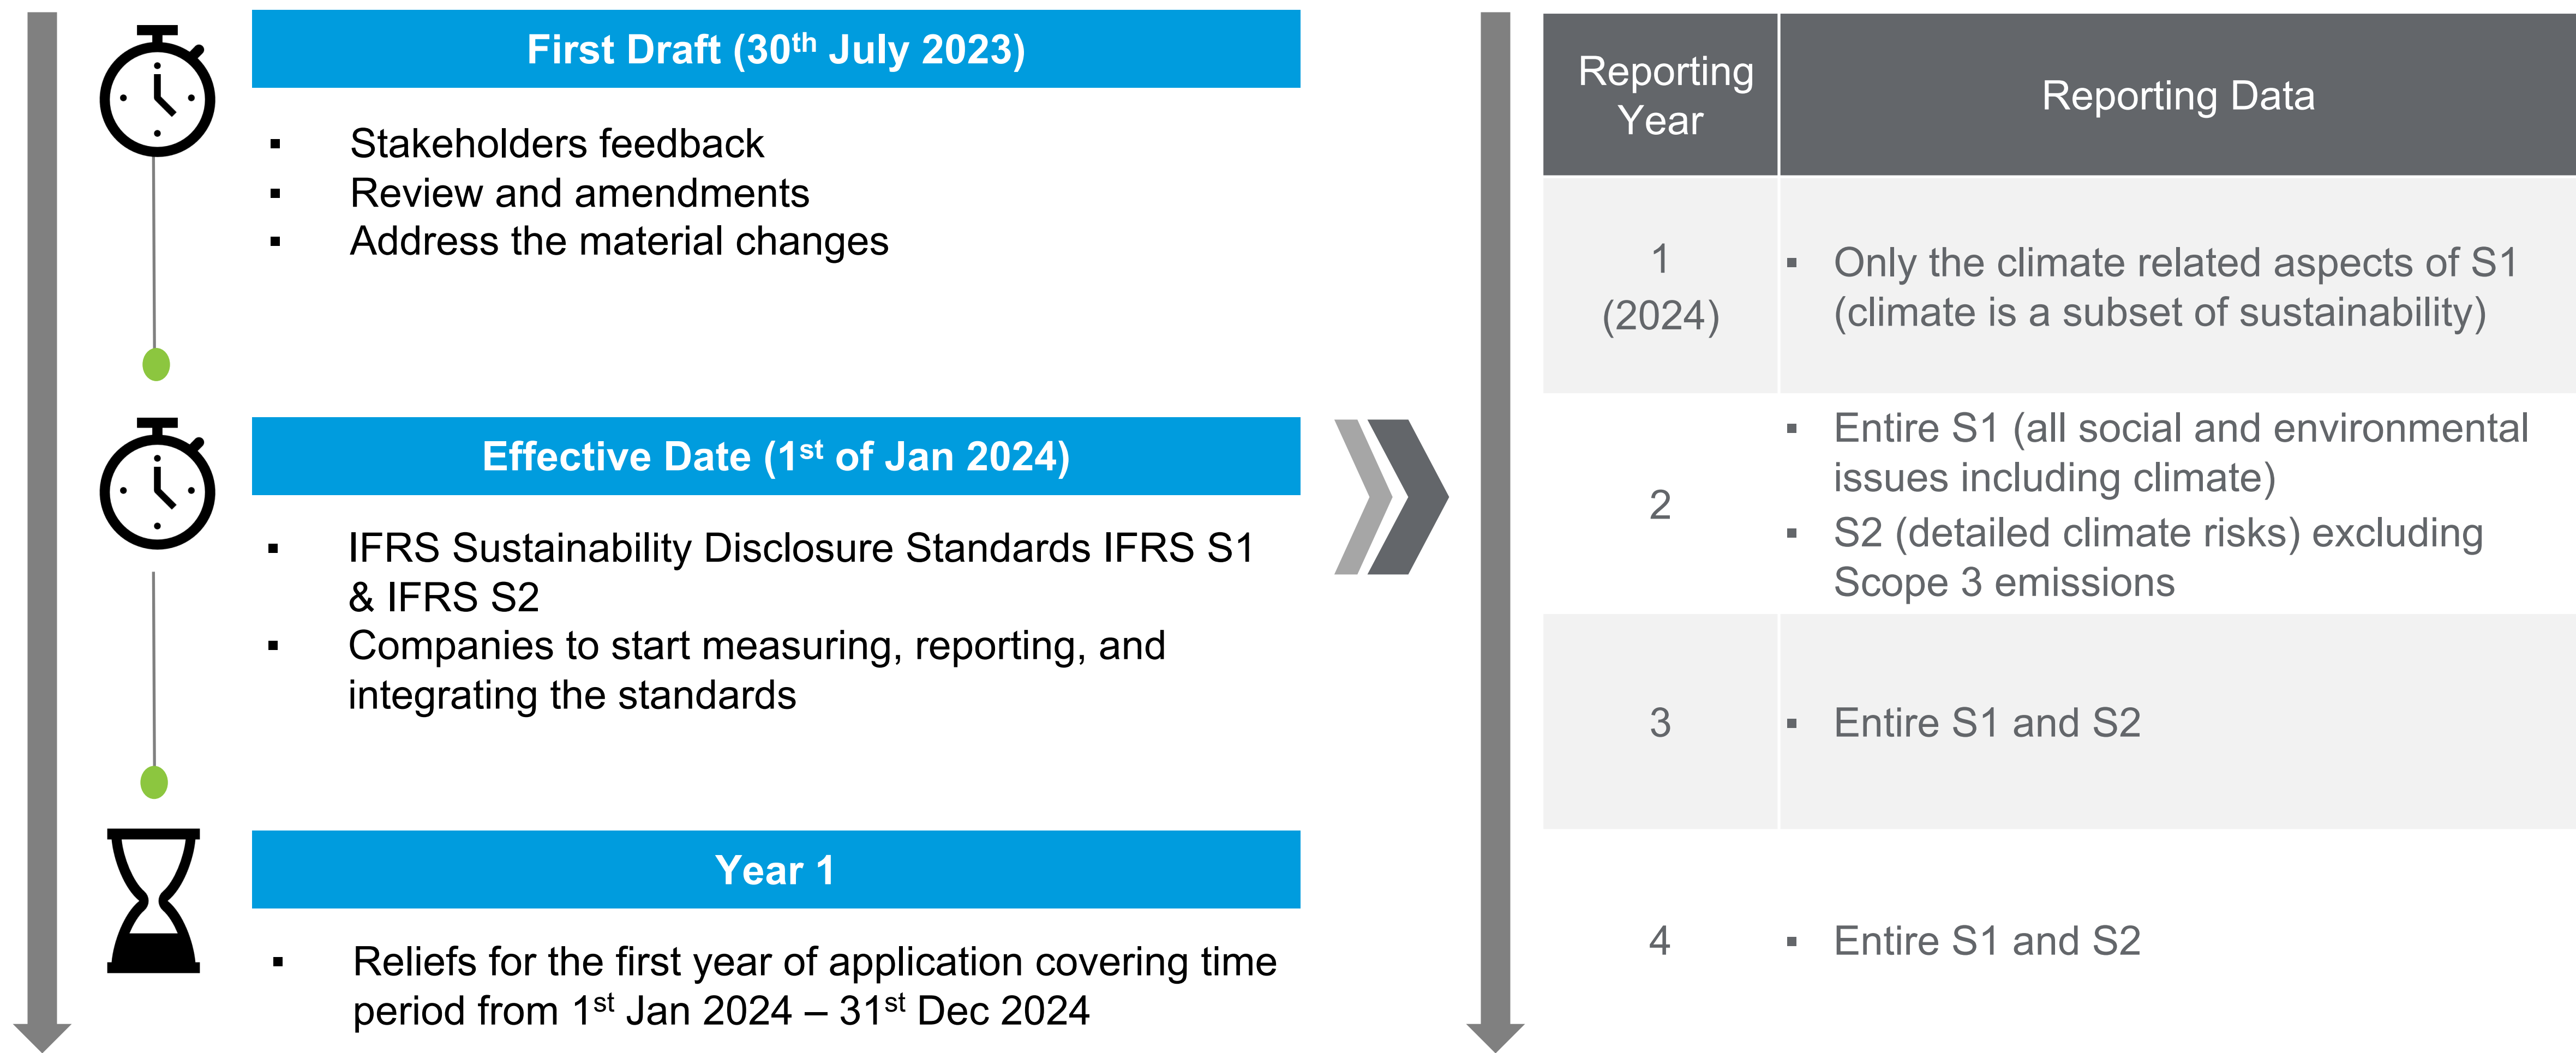 First Draft (30th July 2023)
▪ Stakeholders feedback
▪ Review and amendments
▪ Address the material changes
Effective Date (1st of Jan 2024)
▪ IFRS Sustainability Disclosure Standards IFRS S1
& IFRS S2
▪ Companies to start measuring, reporting, and
integrating the standards
Year 1
▪ Reliefs for the first year of application covering time
period from 1st Jan 2024 – 31st Dec 2024
Reporting
Year
Reporting Data
1
(2024)
▪ Only the climate related aspects of S1
(climate is a subset of sustainability)
2
▪ Entire S1 (all social and environmental
issues including climate)
▪ S2 (detailed climate risks) excluding
Scope 3 emissions
3
▪ Entire S1 and S2
4
▪ Entire S1 and S2